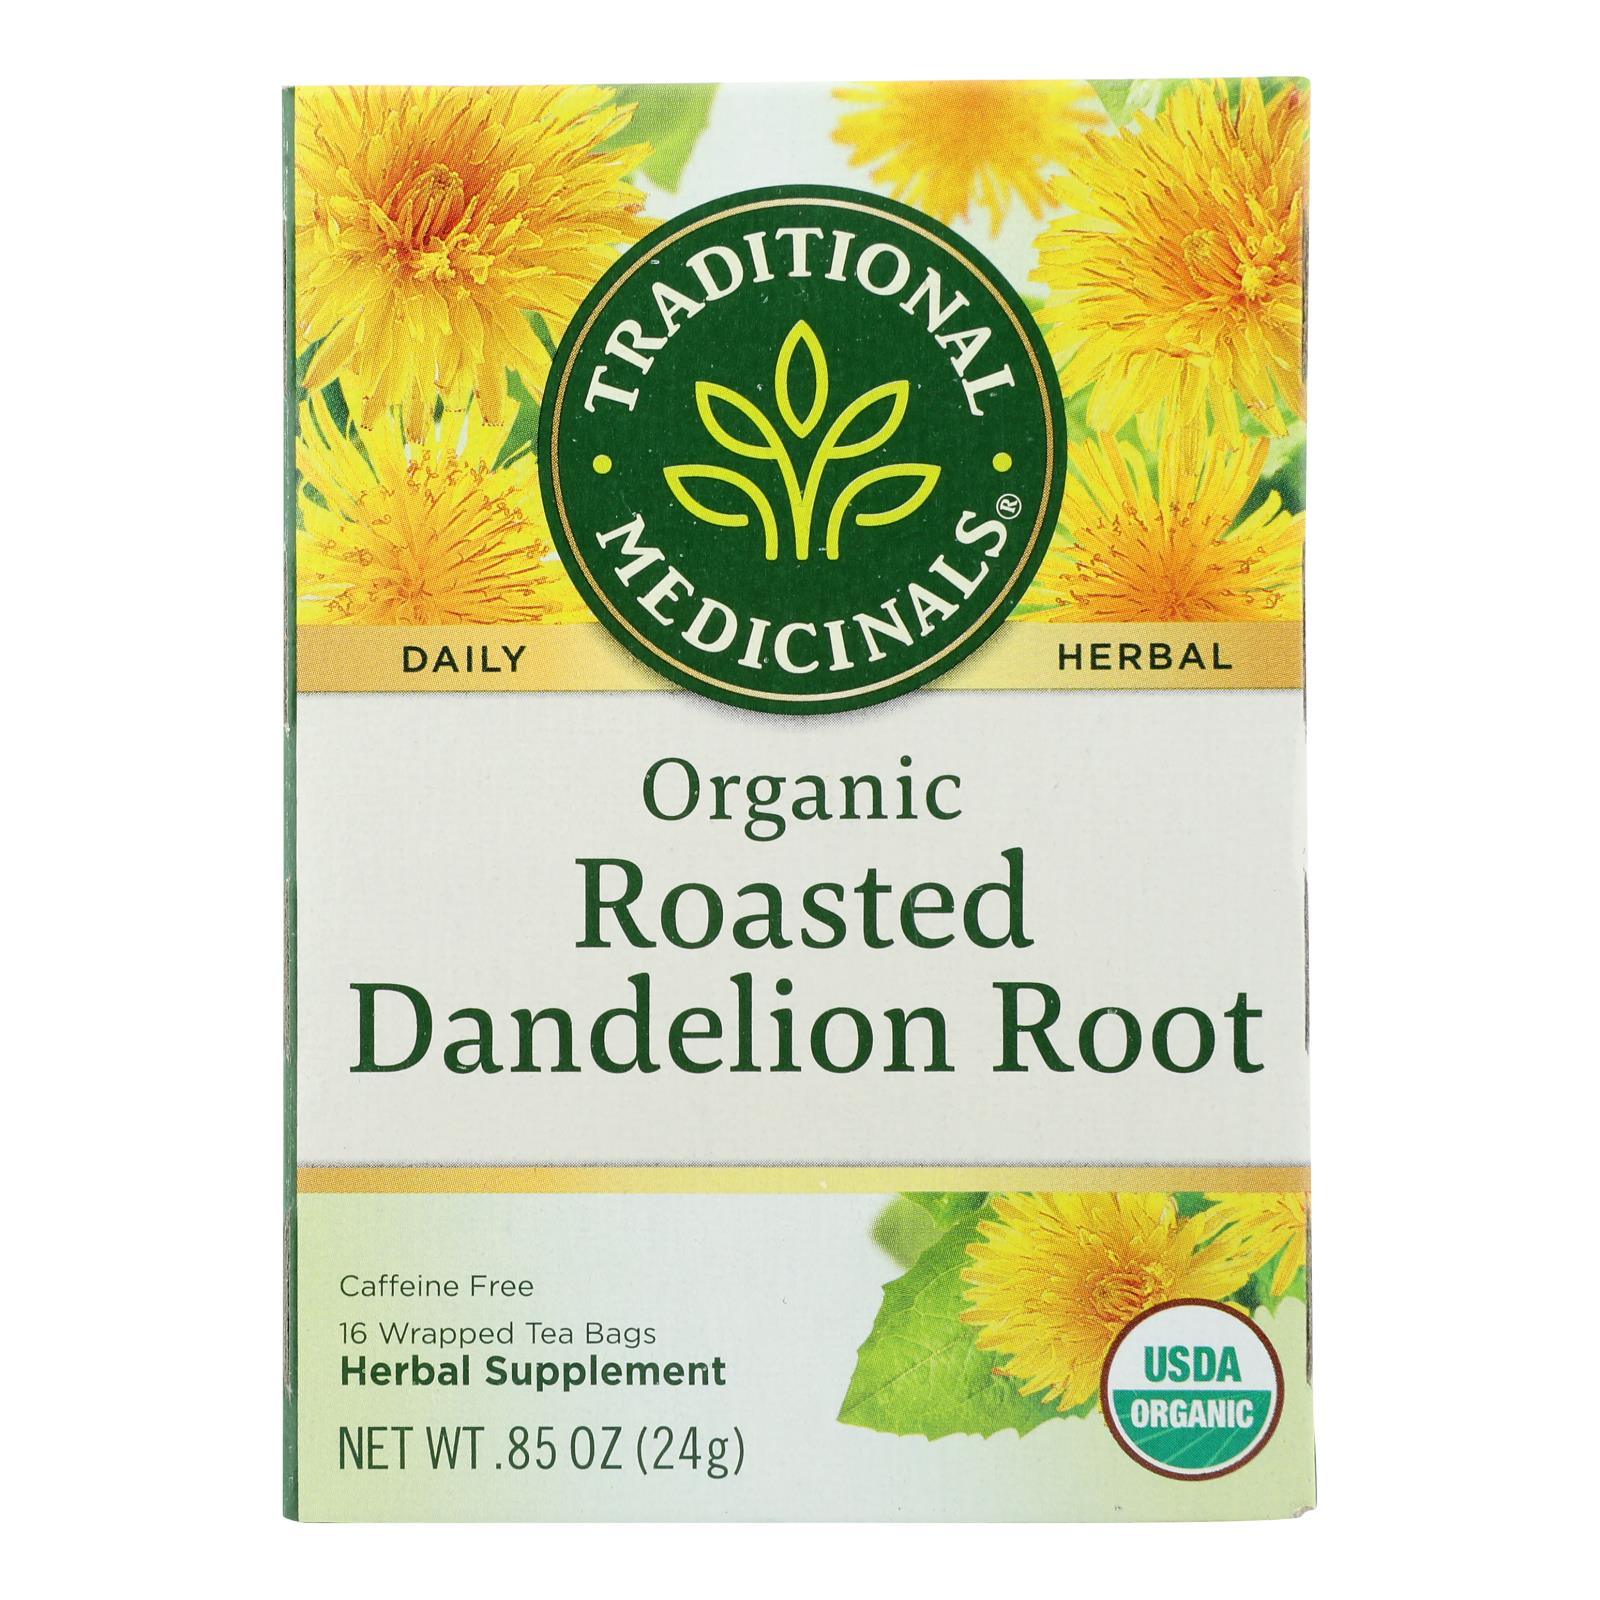 TRADITIONAL
MEDICINALS®
DAILY
HERBAL
Organic
Roasted
Dandelion Root
Caffeine Free
16 Wrapped Tea Bags
Herbal Supplement
NET WT .85 OZ (24g)
USDA
ORGANIC